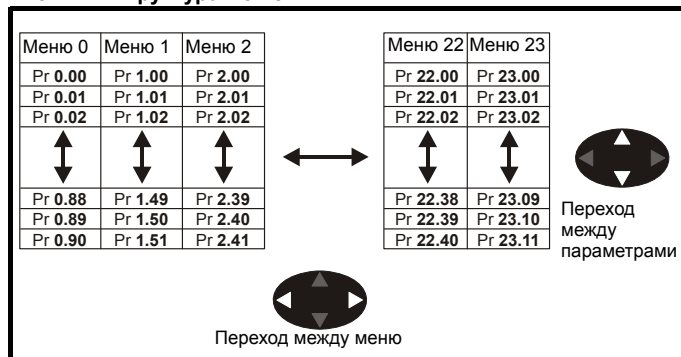 Меню 0 Меню 1 Меню 2
Pr 0.00 Pr 1.00 Pr 2.00
Pr 0.01 Pr 1.01 Pr 2.01
Pr 0.02 Pr 1.02 Pr 2.02
Pr 0.88 Pr 1.49 Pr 2.39
Pr 0.89 Pr 1.50 Pr 2.40
Pr 0.90 Pr 1.51 Pr 2.41
Меню 22 Меню 23
Pr 22.00 Pr 23.00
Pr 22.01 Pr 23.01
Pr 22.02 Pr 23.02
Pr 22.38 Pr 23.09
Pr 22.39 Pr 23.10
Pr 22.40 Pr 23.11
Переход
между
параметрами
Переход между меню